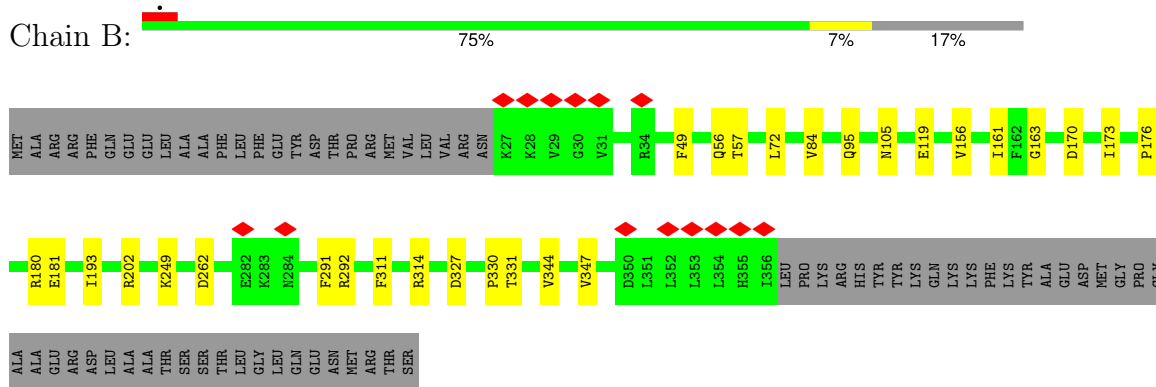 Chain B:
75% 7% 17%
MET ALA ARG ARG PHE GLN GLU GLU LEU ALA ALA PHE LEU PHE GLU TYR ASP THR PRO ARG MET VAL LEU VAL ARG ASN K27 K28 V29 G30 V31 R34 F49 Q56 T57 L72 V84 Q95 N105 E119 V156 I161 F162 G163 D170 I173 P176
R180 E181 I193 R202 K249 D262 E282 K283 N284 F291 R292 F311 R314 D327 P330 T331 V344 V347 D350 L351 L352 L353 L354 H355 I356 LEU PRO LYS ARG HIS TYR TYR LYS GLN LYS LYS PHE LYS TYR ALA GLU ASP MET GLY PRO GLY
ALA ALA GLU ARG ASP LEU ALA ALA THR SER SER THR LEU GLY LEU GLN GLU ASN MET ARG THR SER